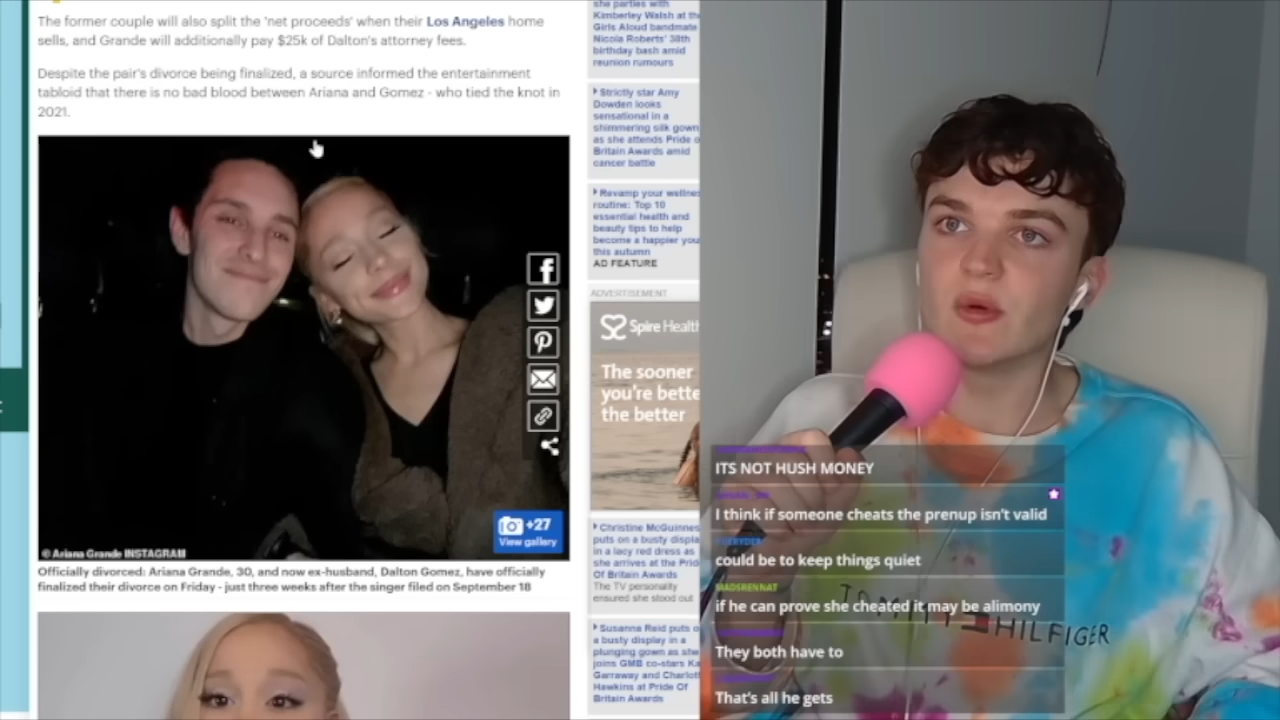 The former couple will also split the 'net proceeds' when their Los Angeles home
sells, and Grande will additionally pay $25k of Dalton's attorney fees.
Despite the pair's divorce being finalized, a source informed the entertainment
tabloid that there is no bad blood between Ariana and Gomez - who tied the knot in
2021.
+27
View gallery
© Ariana Grande INSTAGRAM
Officially divorced: Ariana Grande, 30, and now ex-husband, Dalton Gomez, have officially
finalized their divorce on Friday - just three weeks after the singer filed on September 18
she parties with
Kimberley Walsh at the
Girls Aloud bandmate
Nicola Roberts' 38th
birthday bash amid
reunion rumours
Strictly star Amy
Dowden looks
sensational in a
shimmering silk gown
as she attends Pride o
Britain Awards amid
cancer battle
Revamp your wellnes
routine: Top 10
essential health and
beauty tips to help
become a happier you
this autumn
AD FEATURE
ADVERTISEMENT
Spire Health
The sooner
you're bette
the better
Christine McGuinnes
puts on a busty displa
in a lacy red dress as
she arrives at the Prid
Of Britain Awards
The TV personality
ensured she stood out
Susanna Reid puts o
a busty display in a
plunging gown as she
joins GMB co-stars Ka
Garraway and Charlot
Hawkins at Pride Of
Britain Awards
ITS NOT HUSH MONEY
I think if someone cheats the prenup isn't valid
could be to keep things quiet
MADSRENNAT
if he can prove she cheated it may be alimony
They both have to
That's all he gets
TOMMY HILFIGER